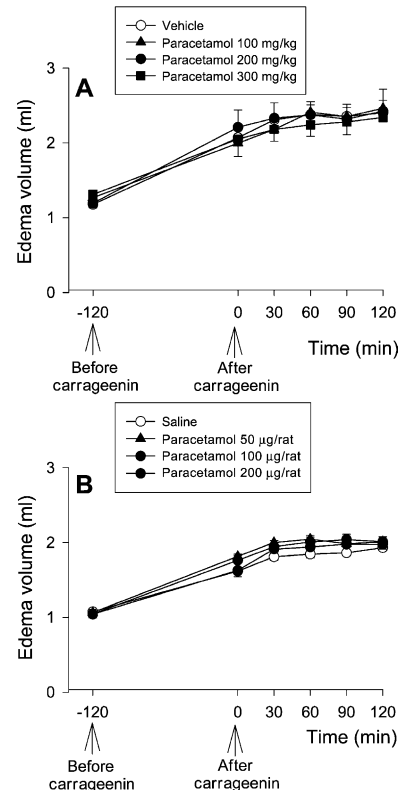 Vehicle
Paracetamol 100 mg/kg
Paracetamol 200 mg/kg
Paracetamol 300 mg/kg
A
Edema volume (ml)
3
2
1
0
-120 0 30 60 90 120
Time (min)
Before
carrageenin
After
carrageenin
Saline
Paracetamol 50 µg/rat
Paracetamol 100 µg/rat
Paracetamol 200 µg/rat
B
Edema volume (ml)
3
2
1
0
-120 0 30 60 90 120
Time (min)
Before
carrageenin
After
carrageenin